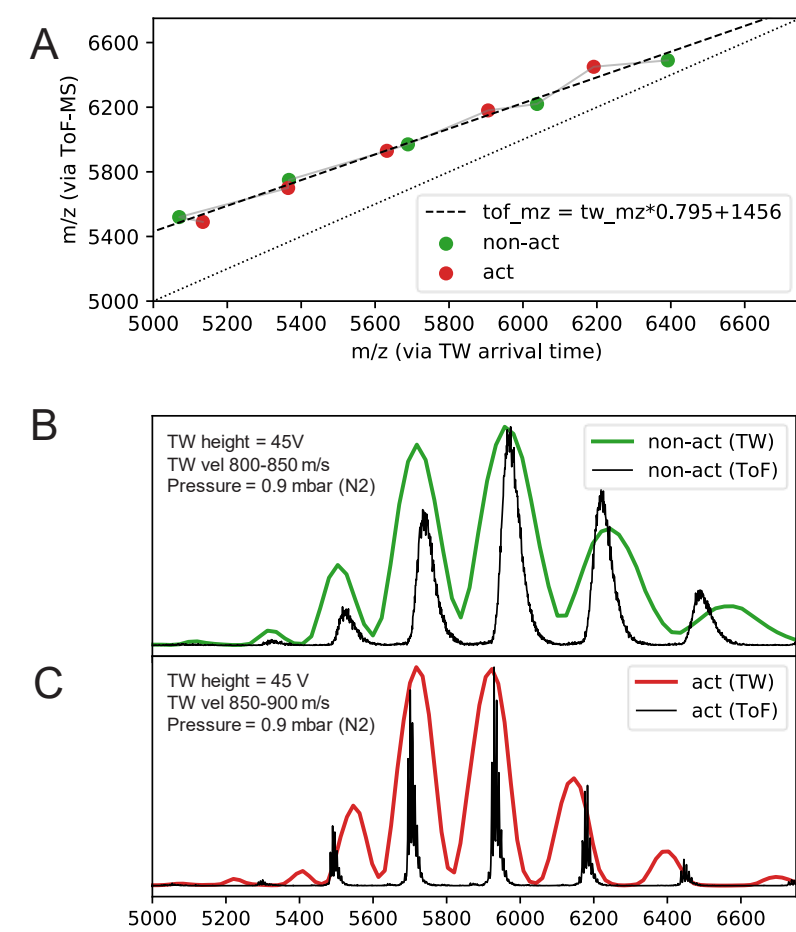 A
6600
6200
5800
5400
5000
m/z (via ToF-MS)
tof_mz = tw_mz*0.795+1456
non-act
act
5000 5200 5400 5600 5800 6000 6200 6400 6600
m/z (via TW arrival time)
B
TW height = 45V
TW vel 800-850 m/s
Pressure = 0.9 mbar (N2)
non-act (TW)
non-act (ToF)
C
TW height = 45 V
TW vel 850-900 m/s
Pressure = 0.9 mbar (N2)
act (TW)
act (ToF)
5000 5200 5400 5600 5800 6000 6200 6400 6600